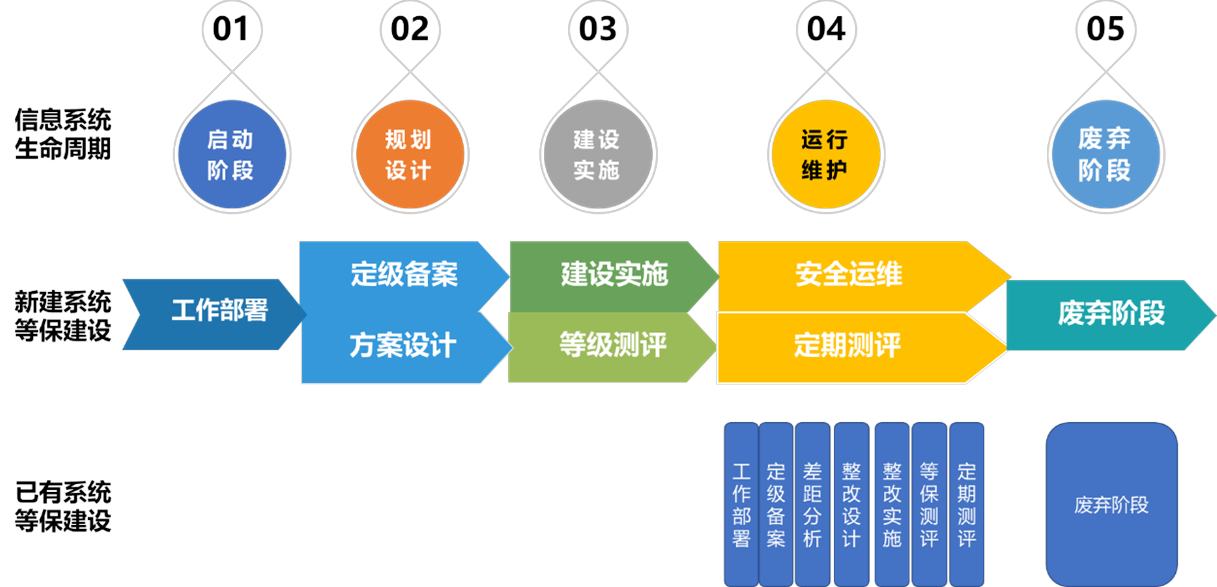 01
02
03
04
05
信息系统
生命周期
启动
阶段
规划
设计
建设
实施
运行
维护
废弃
阶段
新建系统
等保建设
工作部署
定级备案
方案设计
建设实施
等级测评
安全运维
定期测评
废弃阶段
已有系统
等保建设
工作部署
定级备案
差距分析
整改设计
整改实施
等保测评
定期测评
废弃阶段